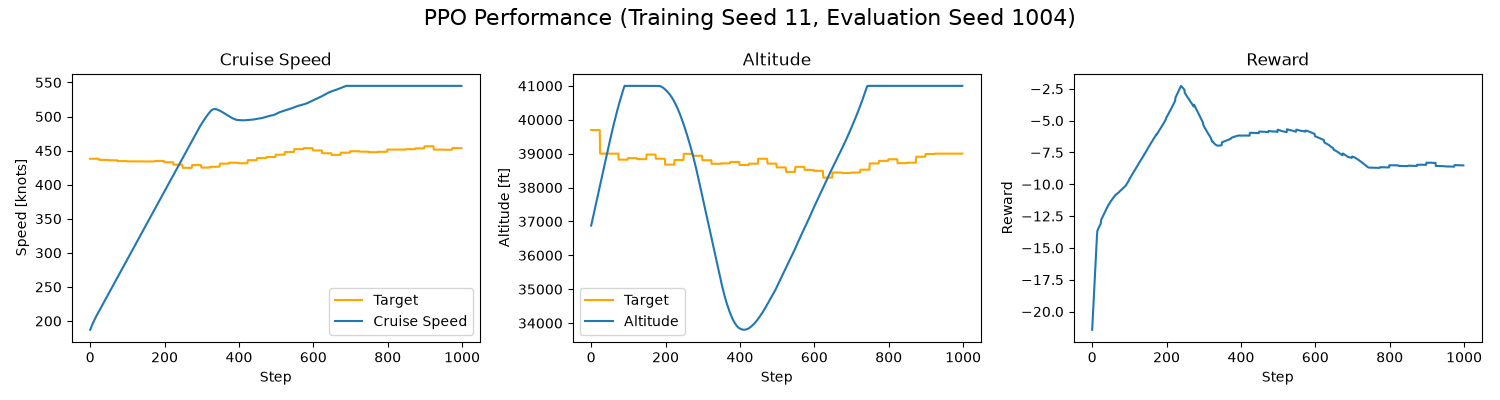 PPO Performance (Training Seed 11, Evaluation Seed 1004)
Cruise Speed
550
500
450
400
350
300
250
200
Speed [knots]
Target
Cruise Speed
0 200 400 600 800 1000
Step
Altitude
41000
40000
39000
38000
37000
36000
35000
34000
Altitude [ft]
Target
Altitude
0 200 400 600 800 1000
Step
Reward
−2.5
−5.0
−7.5
−10.0
−12.5
−15.0
−17.5
−20.0
Reward
0 200 400 600 800 1000
Step